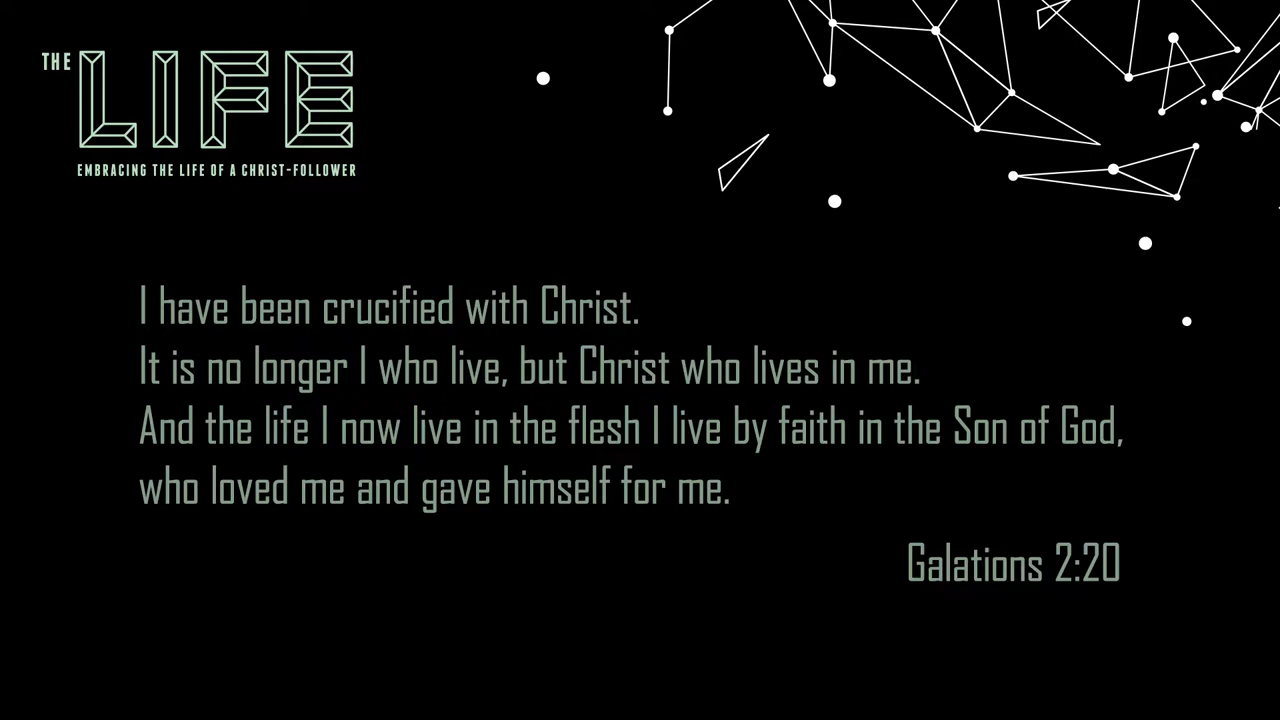 THE LIFE
EMBRACING THE LIFE OF A CHRIST-FOLLOWER
I have been crucified with Christ.
It is no longer I who live, but Christ who lives in me.
And the life I now live in the flesh I live by faith in the Son of God,
who loved me and gave himself for me.
Galations 2:20